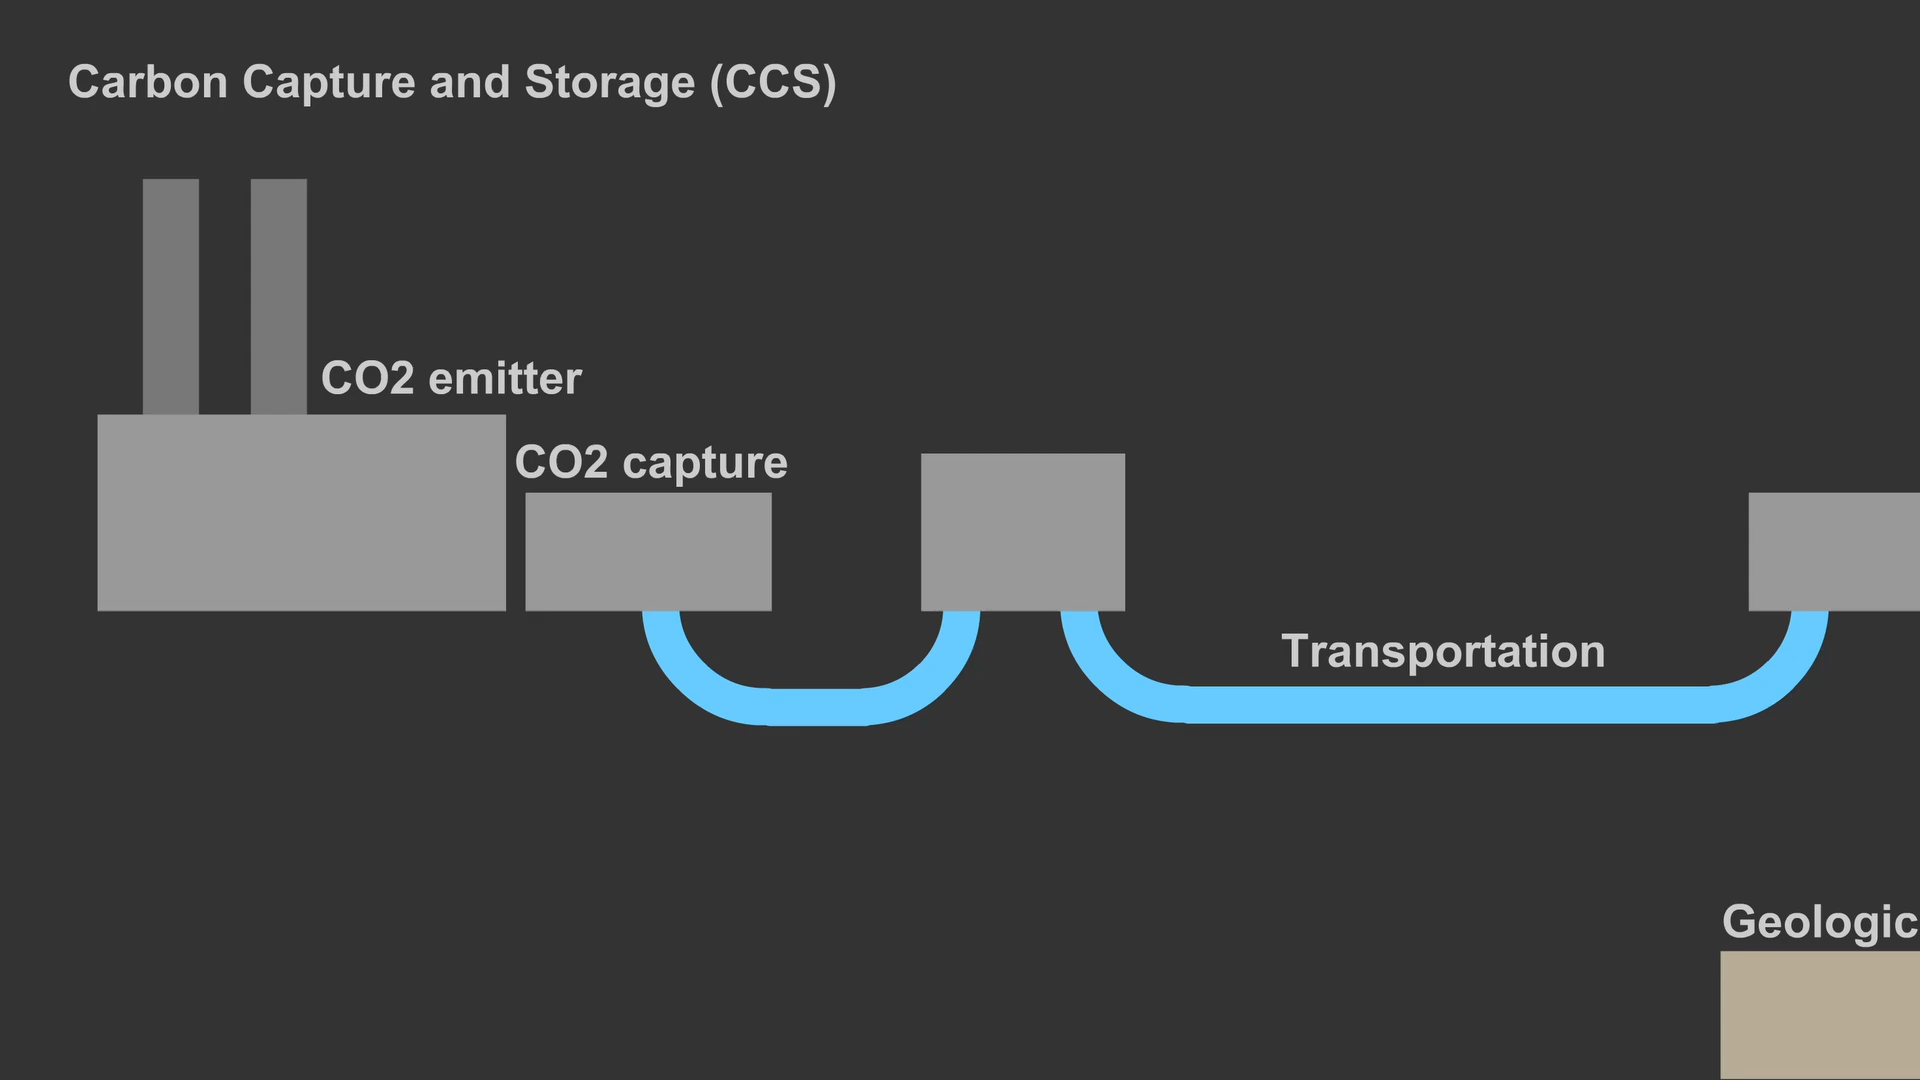 Carbon Capture and Storage (CCS)
CO2 emitter
CO2 capture
Transportation
Geologic